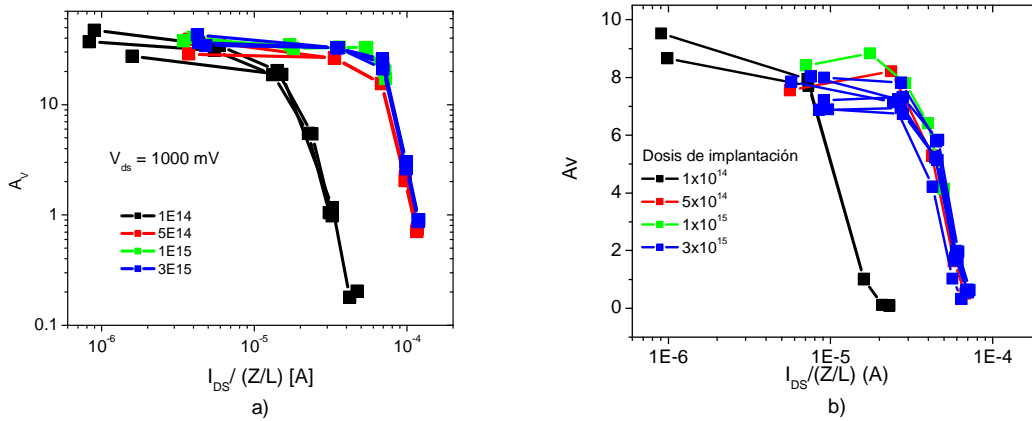 A_V
10
1
0.1
V_ds = 1000 mV
1E14
5E14
1E15
3E15
10^-6
10^-5
10^-4
I_DS/ (Z/L) [A]
a)
Av
10
8
6
4
2
0
Dosis de implantación
1x10^14
5x10^14
1x10^15
3x10^15
1E-6
1E-5
1E-4
I_DS/(Z/L) (A)
b)